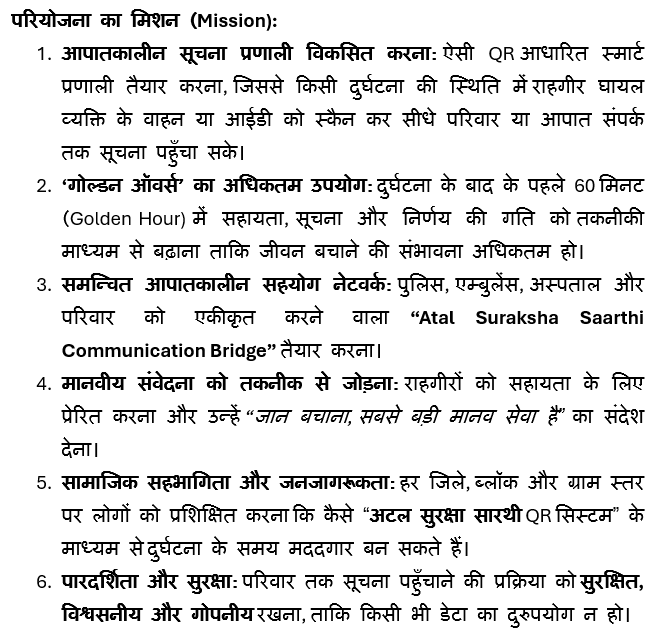 परियोजना का मिशन (Mission):
1. आपातकालीन सूचना प्रणाली विकसित करना: ऐसी QR आधारित स्मार्ट
प्रणाली तैयार करना, जिससे किसी दुर्घटना की स्थिति में राहगीर घायल
व्यक्ति के वाहन या आईडी को स्कैन कर सीधे परिवार या आपात संपर्क
तक सूचना पहुँचा सके।
2. ‘गोल्डन ऑवर्स’ का अधिकतम उपयोग: दुर्घटना के बाद के पहले 60 मिनट
(Golden Hour) में सहायता, सूचना और निर्णय की गति को तकनीकी
माध्यम से बढ़ाना ताकि जीवन बचाने की संभावना अधिकतम हो।
3. समन्वित आपातकालीन सहयोग नेटवर्क: पुलिस, एम्बुलेंस, अस्पताल और
परिवार को एकीकृत करने वाला “Atal Suraksha Saarthi
Communication Bridge” तैयार करना।
4. मानवीय संवेदना को तकनीक से जोड़ना: राहगीरों को सहायता के लिए
प्रेरित करना और उन्हें “जान बचाना, सबसे बड़ी मानव सेवा है” का संदेश
देना।
5. सामाजिक सहभागिता और जनजागरूकता: हर जिले, ब्लॉक और ग्राम स्तर
पर लोगों को प्रशिक्षित करना कि कैसे “अटल सुरक्षा सारथी QR सिस्टम” के
माध्यम से दुर्घटना के समय मददगार बन सकते हैं।
6. पारदर्शिता और सुरक्षा: परिवार तक सूचना पहुँचाने की प्रक्रिया को सुरक्षित,
विश्वसनीय और गोपनीय रखना, ताकि किसी भी डेटा का दुरुपयोग न हो।